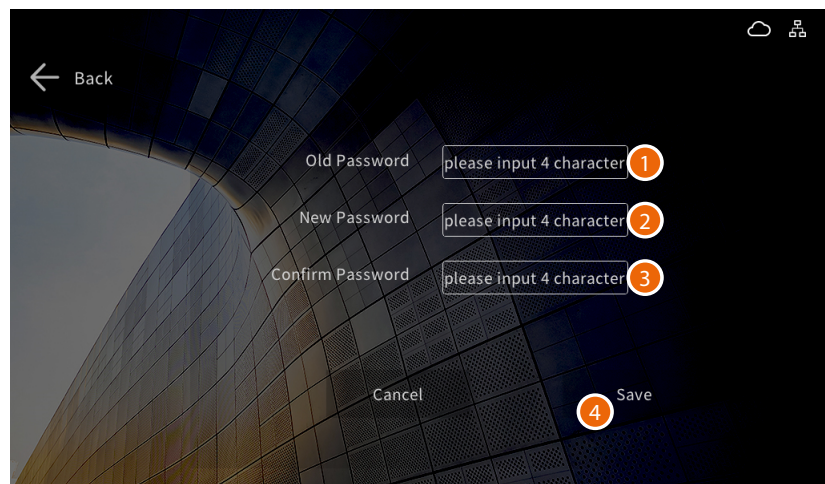 Back
Old Password please input 4 character 1
New Password please input 4 character 2
Confirm Password please input 4 character 3
Cancel Save
4